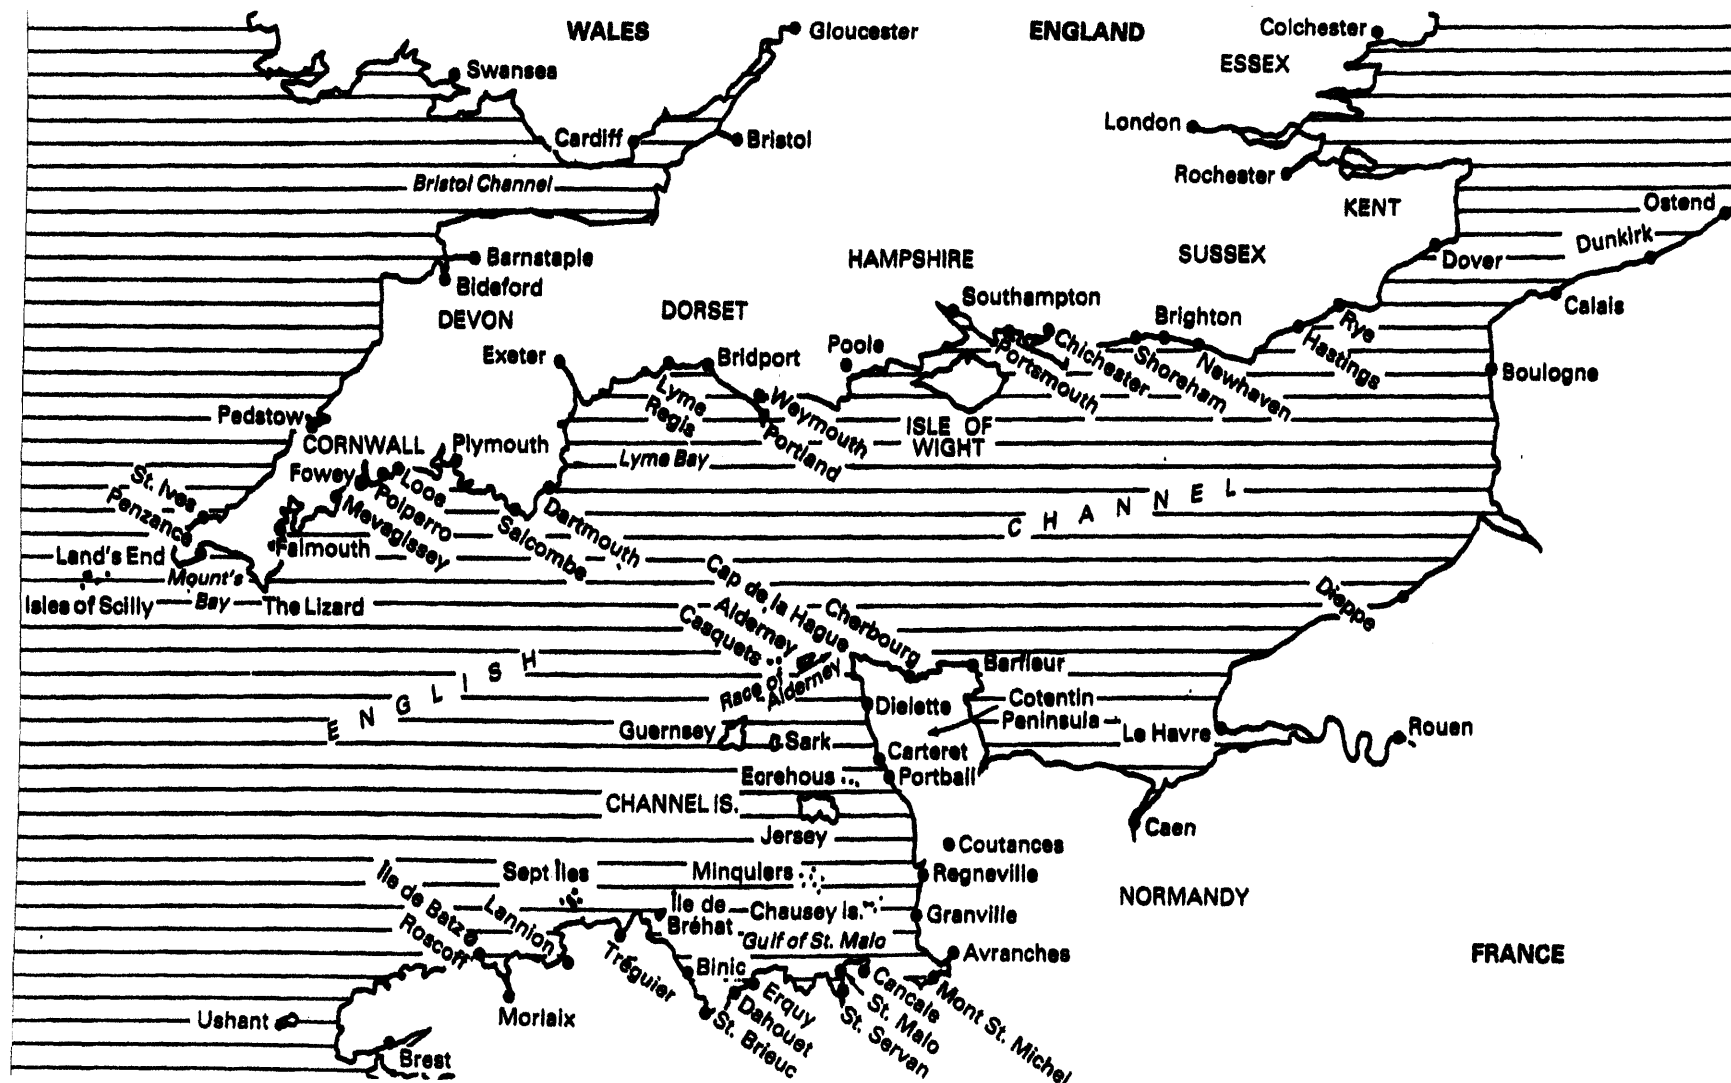 WALES
ENGLAND
Gloucester
Colchester
ESSEX
Swansea
London
Cardiff
Bristol
Rochester
Bristol Channel
KENT
Ostend
Dunkirk
Barnstaple
HAMPSHIRE
SUSSEX
Dover
Bideford
Calais
DEVON
DORSET
Southampton
Brighton
Rye
Hastings
Exeter
Bridport
Poole
Portsmouth
Chichester
Shoreham
Newhaven
Boulogne
Lyme
Regis
Weymouth
Portland
Lyme Bay
ISLE OF
WIGHT
Padstow
CORNWALL
Plymouth
Fowey
Looe
Polperro
Mevagissey
Falmouth
Salcombe
Dartmouth
St. Ives
Penzance
Land's End
Mount's
Bay
Isles of Scilly
The Lizard
ENGLISH
CHANNEL
Dieppe
Cap de la Hague
Cherbourg
Alderney
Casquets
Race of
Alderney
Barfleur
Dielette
Cotentin
Peninsula
Le Havre
Rouen
Guernsey
Sark
Carteret
Portbail
Ecrehous
CHANNEL IS.
Jersey
Caen
Coutances
Sept Îles
Minquiers
Regneville
NORMANDY
Île de Batz
Roscoff
Lannion
Île de
Bréhat
Chausey Is.
Granville
Gulf of St. Malo
Avranches
FRANCE
Tréguier
Binic
Erquy
Dahouet
St. Brieuc
Cancale
St. Malo
St. Servan
Mont St. Michel
Ushant
Morlaix
Brest